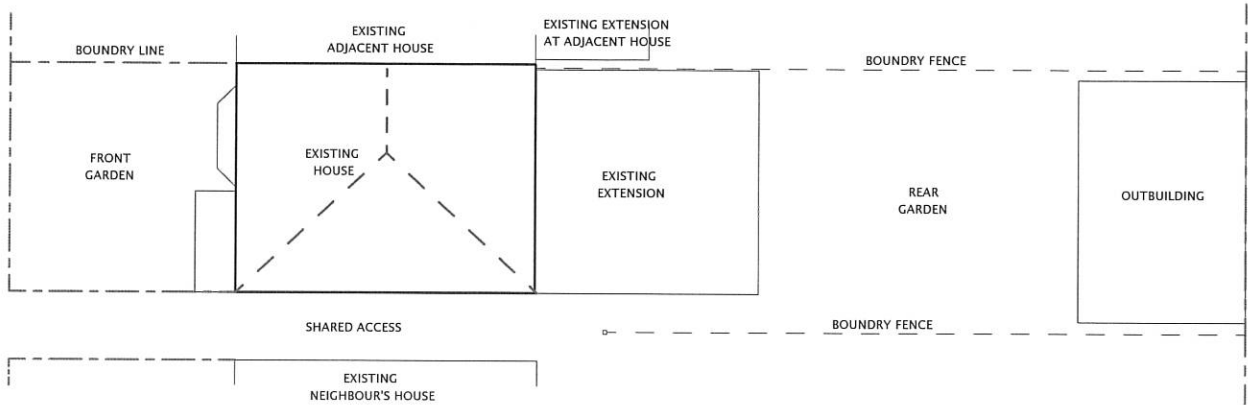 EXISTING
ADJACENT HOUSE
EXISTING EXTENSION
AT ADJACENT HOUSE
BOUNDRY LINE
BOUNDRY FENCE
FRONT
GARDEN
EXISTING
HOUSE
EXISTING
EXTENSION
REAR
GARDEN
OUTBUILDING
SHARED ACCESS
BOUNDRY FENCE
EXISTING
NEIGHBOUR'S HOUSE